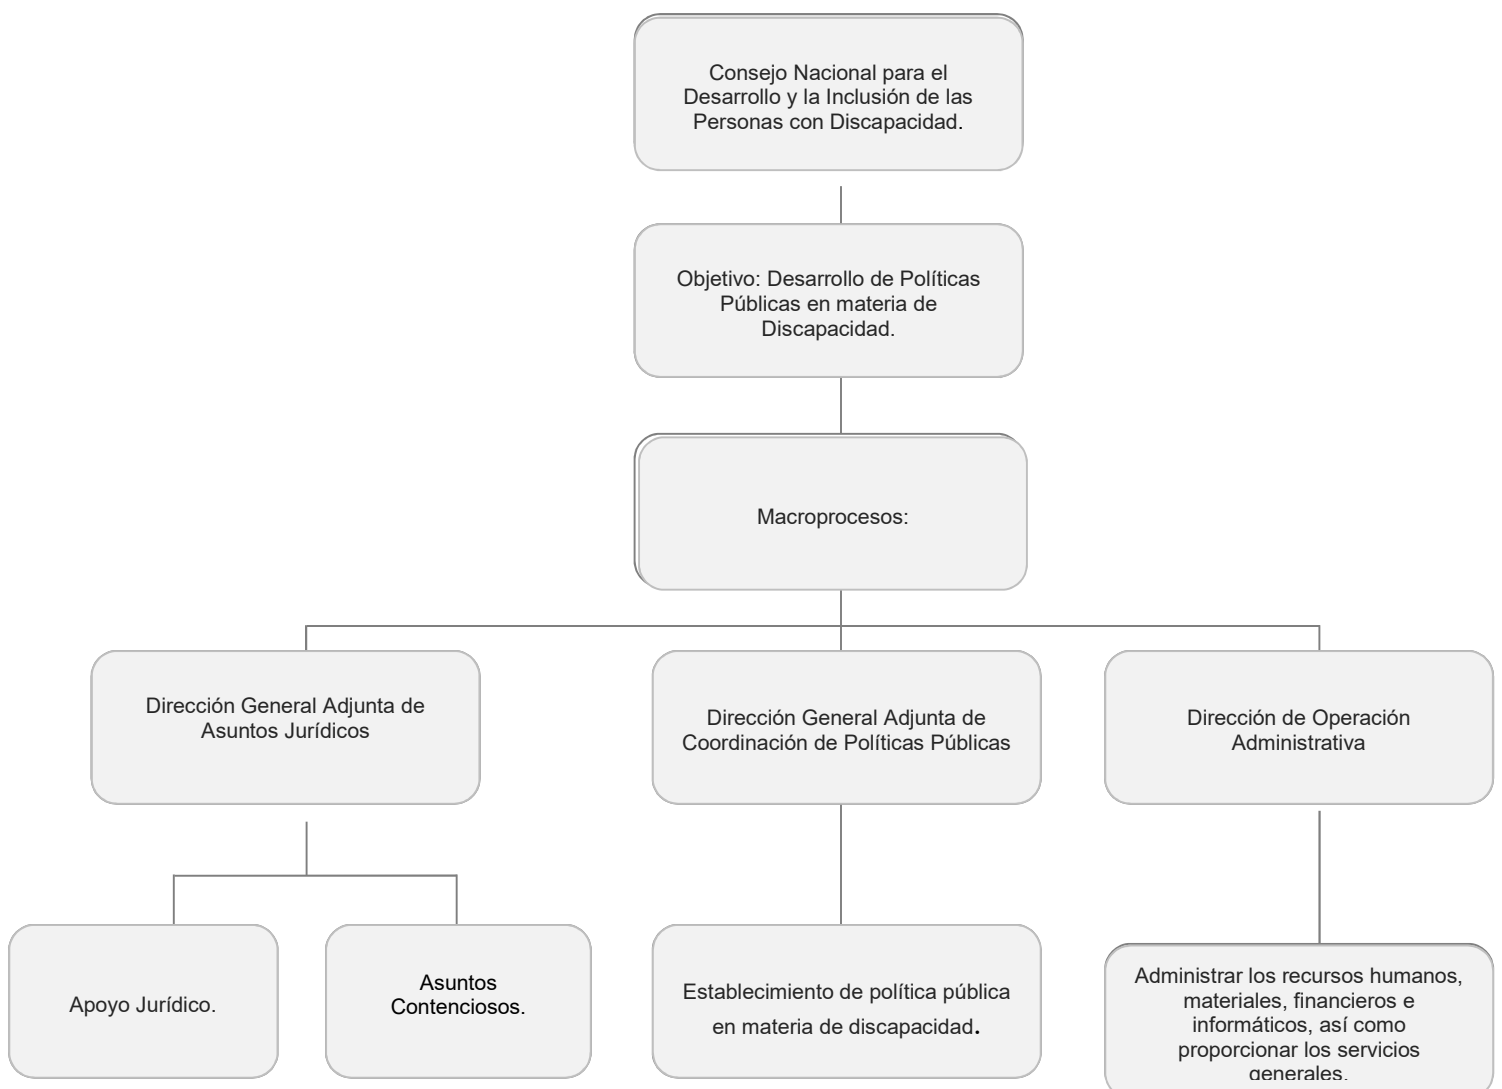 Consejo Nacional para el
Desarrollo y la Inclusión de las
Personas con Discapacidad.
Objetivo: Desarrollo de Políticas
Públicas en materia de
Discapacidad.
Macroprocesos:
Dirección General Adjunta de
Asuntos Jurídicos
Dirección General Adjunta de
Coordinación de Políticas Públicas
Dirección de Operación
Administrativa
Apoyo Jurídico.
Asuntos
Contenciosos.
Establecimiento de política pública
en materia de discapacidad.
Administrar los recursos humanos,
materiales, financieros e
informáticos, así como
proporcionar los servicios
generales.